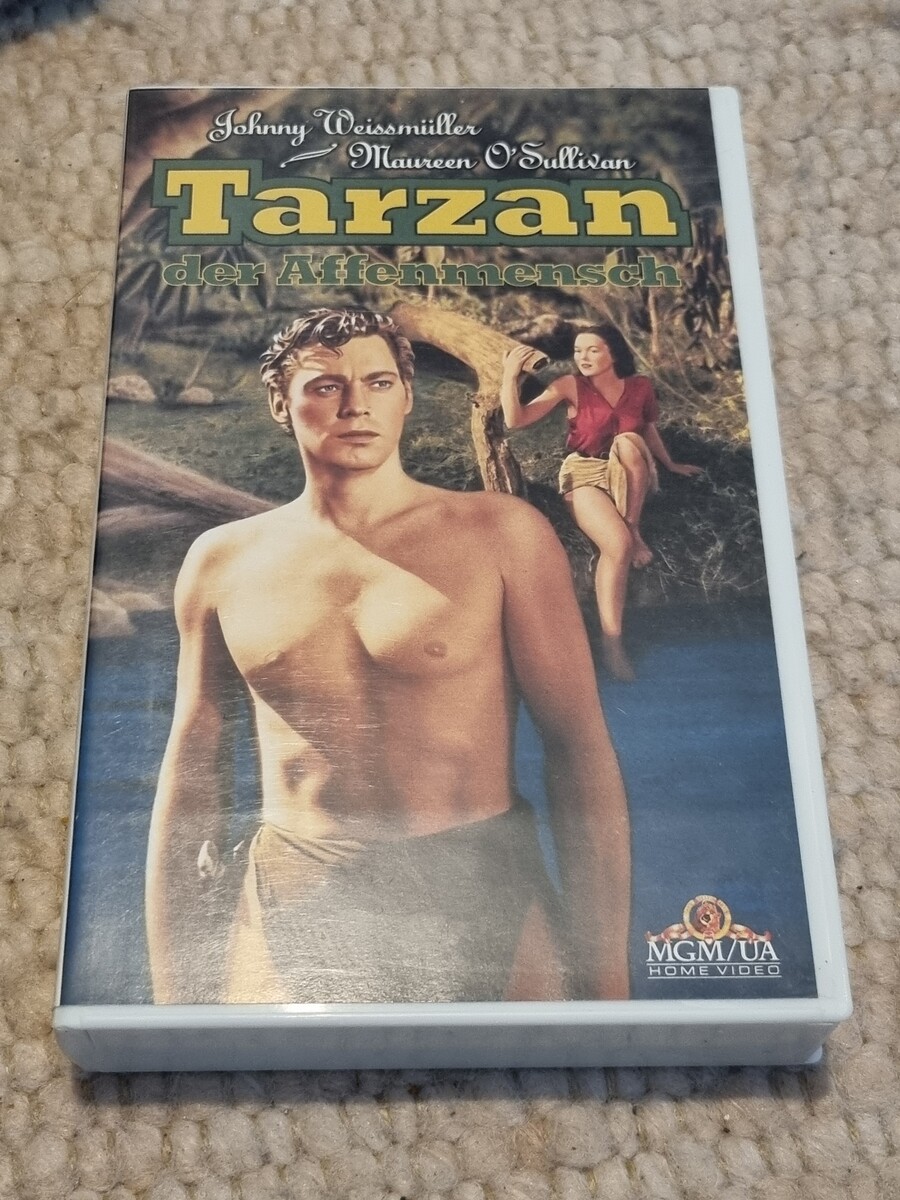 Johnny Weissmüller
Maureen O'Sullivan
Tarzan
der Affenmensch
MGM/UA
HOME VIDEO